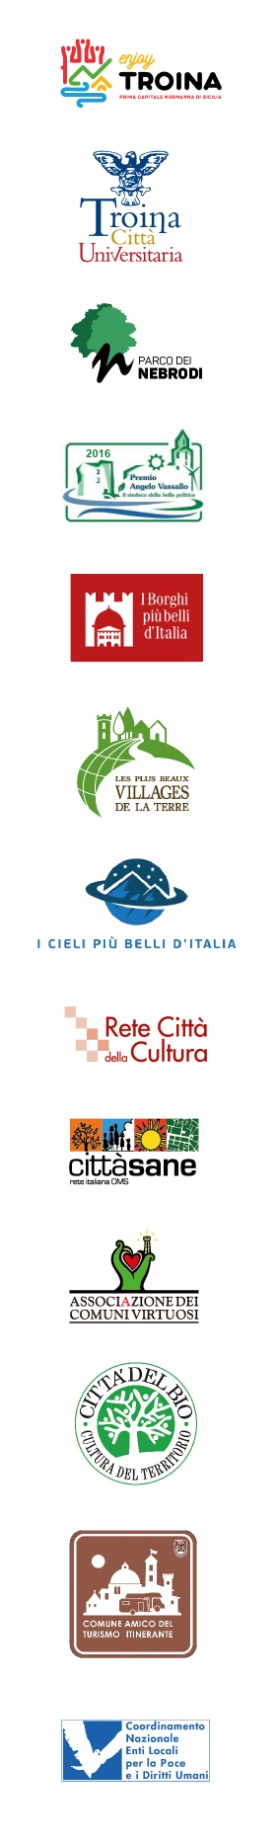 enjoy
TROINA
PRIMA CAPITALE NORMANNA DI SICILIA
Troina
Città
Universitaria
PARCO DEI
NEBRODI
2016
Premio
Angelo Vassallo
il sindaco della bella politica
I Borghi
più belli
d'Italia
LES PLUS BEAUX
VILLAGES
DE LA TERRE
I CIELI PIÙ BELLI D'ITALIA
Rete Città
della Cultura
cittàsane
rete italiana OMS
ASSOCIAZIONE DEI
COMUNI VIRTUOSI
CITTÀ DEL BIO
· CULTURA DEL TERRITORIO ·
COMUNE AMICO DEL
TURISMO ITINERANTE
Coordinamento
Nazionale
Enti Locali
per la Pace
e i Diritti Umani